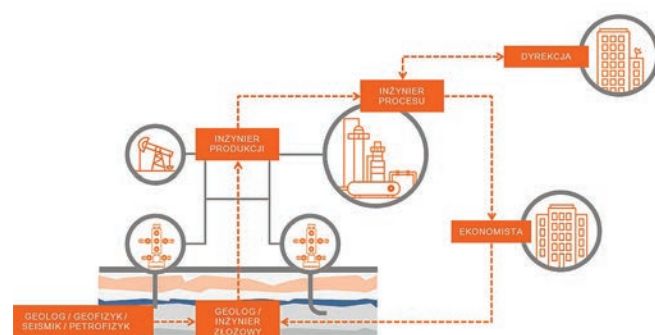 DYREKCJA
INŻYNIER
PROCESU
INŻYNIER
PRODUKCJI
EKONOMISTA
GEOLOG / GEOFIZYK /
SEISMIK / PETROFIZYK
GEOLOG /
INŻYNIER
ZŁOŻOWY